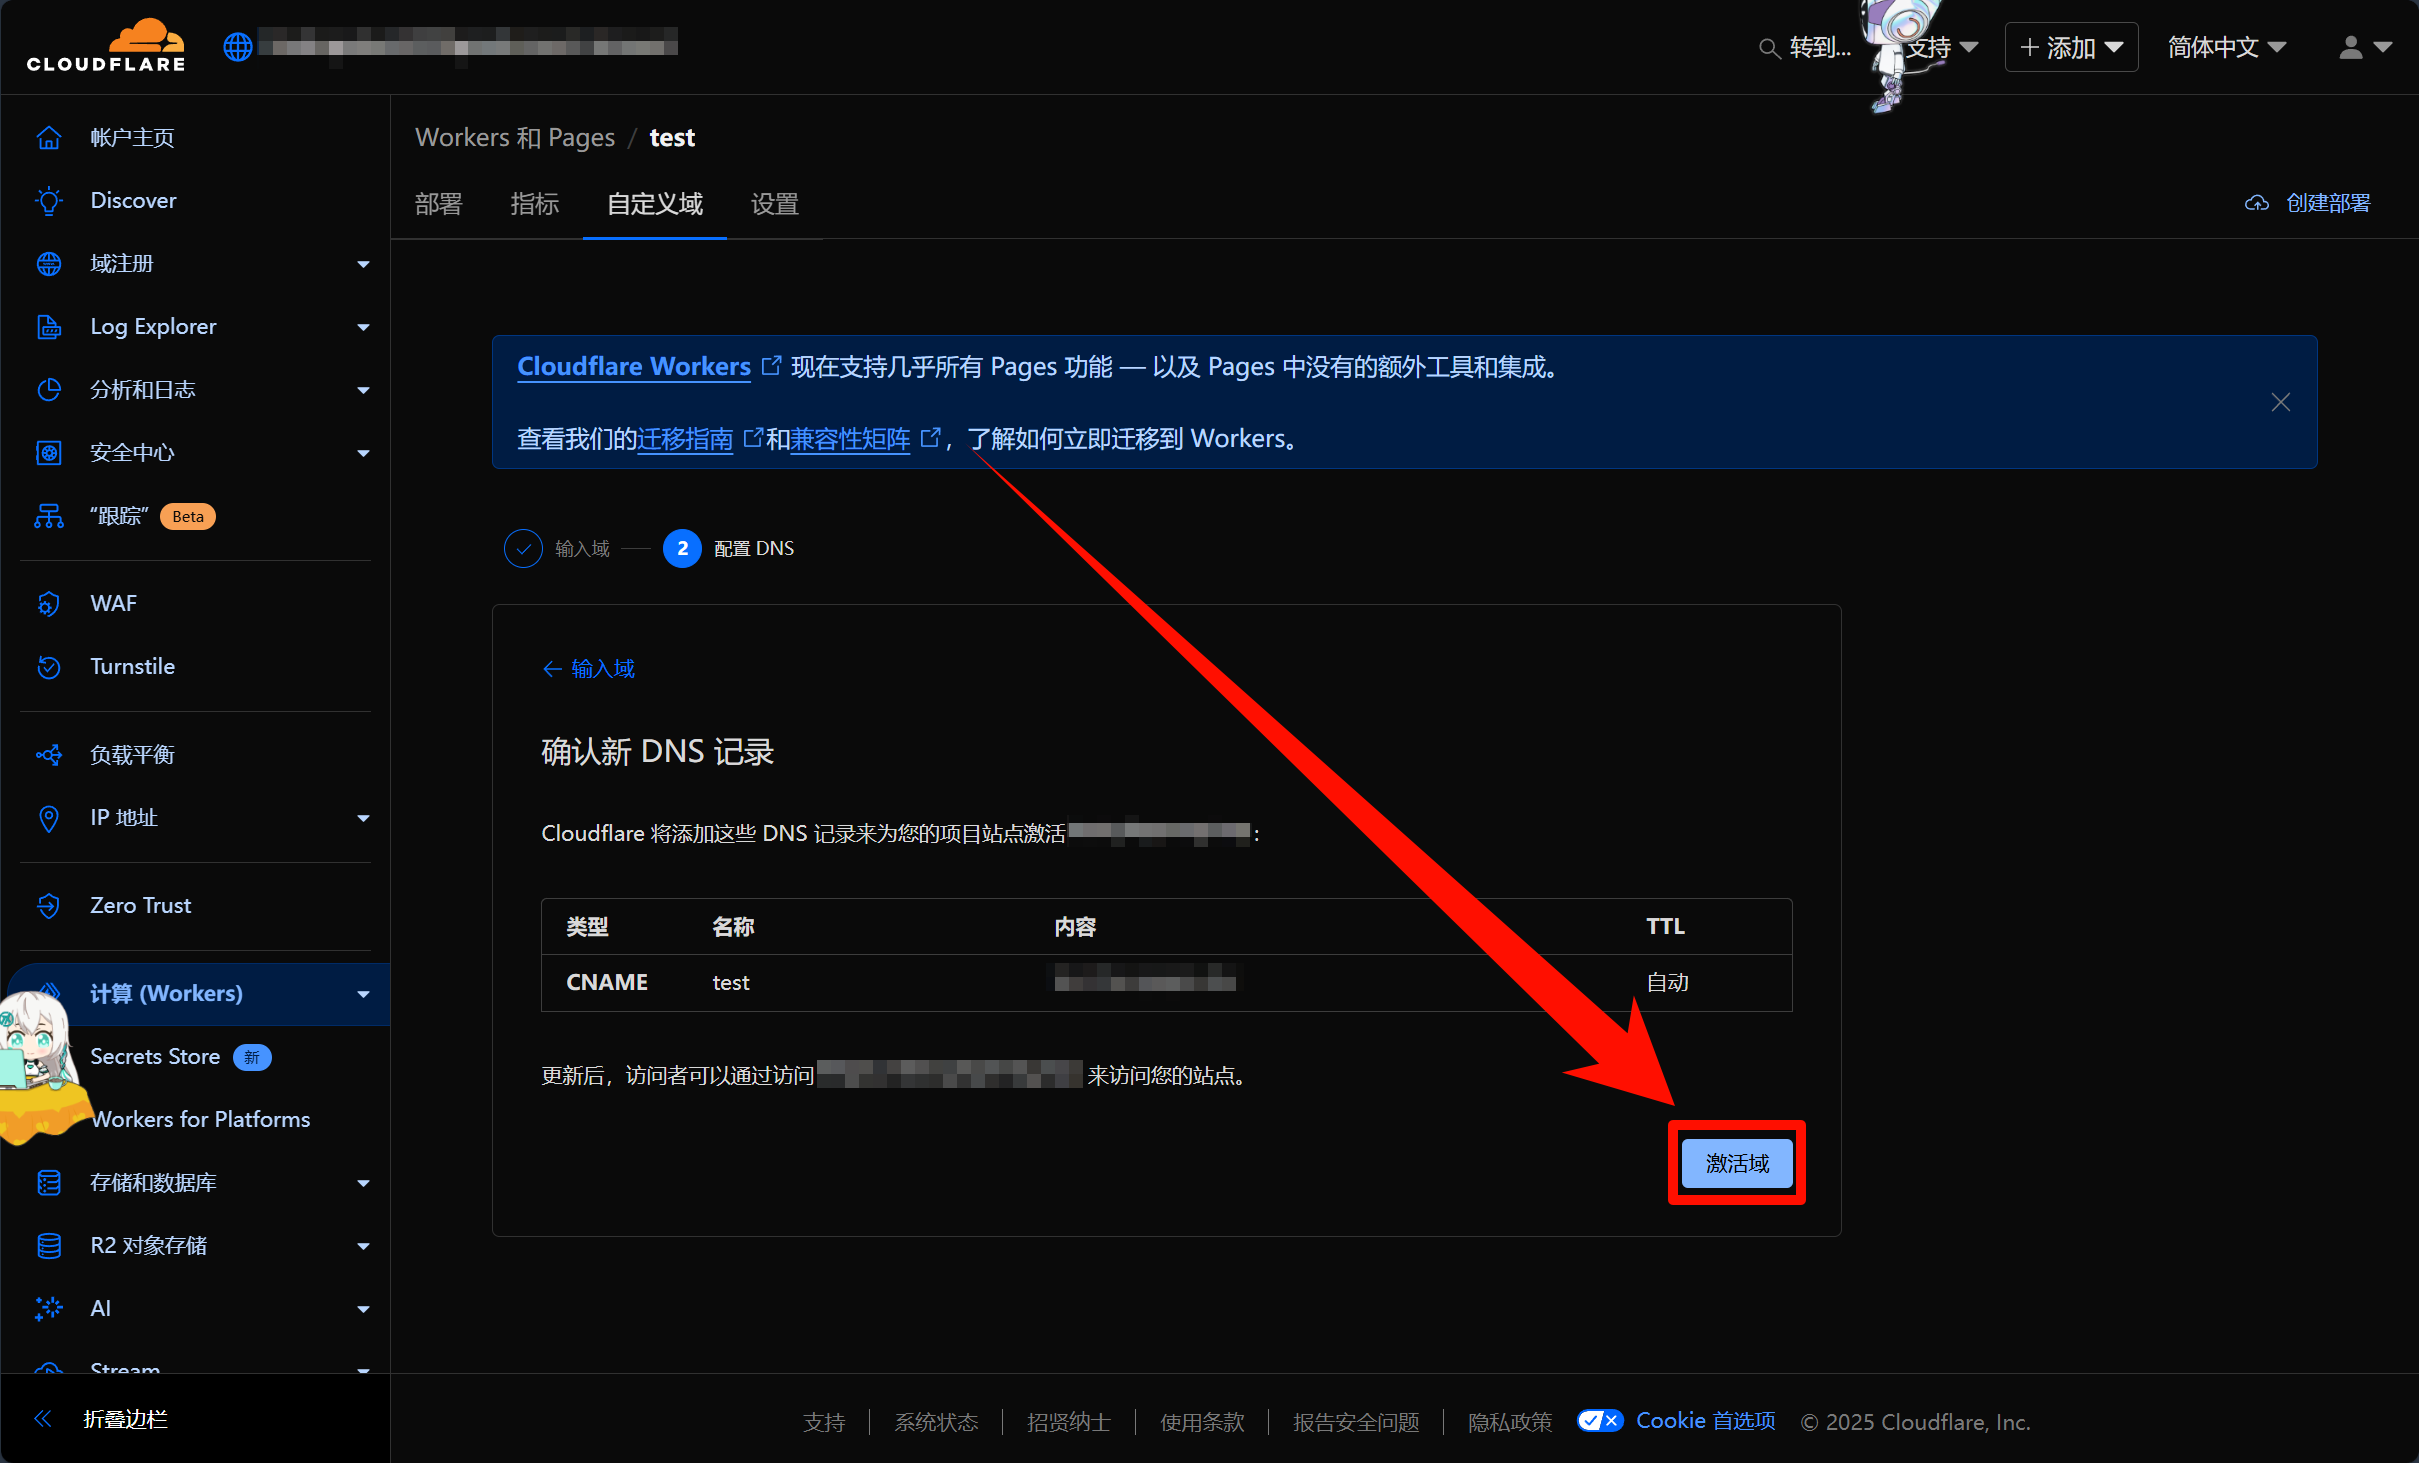 CLOUDFLARE
转到...
支持
添加
简体中文
帐户主页
Discover
域注册
Log Explorer
分析和日志
安全中心
“跟踪” Beta
WAF
Turnstile
负载平衡
IP 地址
Zero Trust
计算 (Workers)
Secrets Store 新
Workers for Platforms
存储和数据库
R2 对象存储
AI
Stream
折叠边栏
Workers 和 Pages / test
部署 指标 自定义域 设置
创建部署
Cloudflare Workers 现在支持几乎所有 Pages 功能 — 以及 Pages 中没有的额外工具和集成。
查看我们的迁移指南和兼容性矩阵，了解如何立即迁移到 Workers。
输入域 2 配置 DNS
输入域
确认新 DNS 记录
Cloudflare 将添加这些 DNS 记录来为您的项目站点激活 :
类型 名称 内容 TTL
CNAME test 自动
更新后，访问者可以通过访问 来访问您的站点。
激活域
支持 系统状态 招贤纳士 使用条款 报告安全问题 隐私政策 Cookie 首选项 © 2025 Cloudflare, Inc.